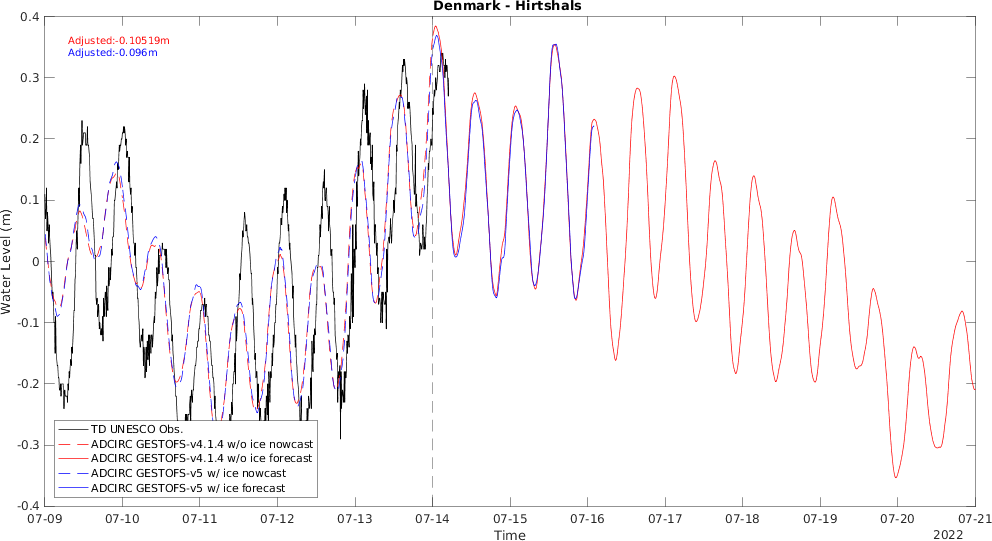 Denmark - Hirtshals
Adjusted:-0.10519m
Adjusted:-0.096m
Water Level (m)
0.4
0.3
0.2
0.1
0
-0.1
-0.2
-0.3
-0.4
TD UNESCO Obs.
ADCIRC GESTOFS-v4.1.4 w/o ice nowcast
ADCIRC GESTOFS-v4.1.4 w/o ice forecast
ADCIRC GESTOFS-v5 w/ ice nowcast
ADCIRC GESTOFS-v5 w/ ice forecast
07-09 07-10 07-11 07-12 07-13 07-14 07-15 07-16 07-17 07-18 07-19 07-20 07-21
Time
2022